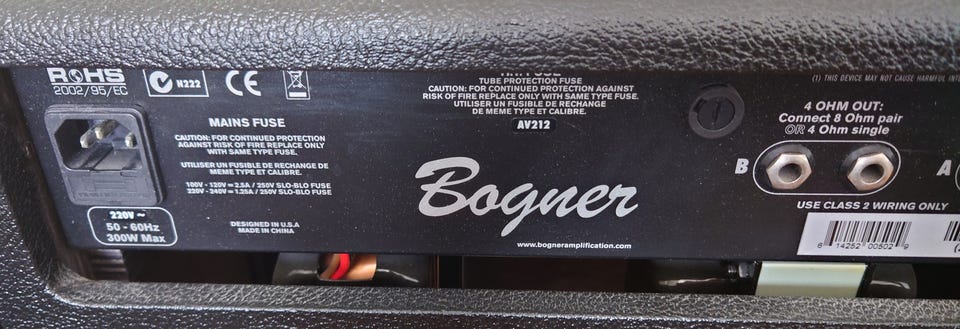 RoHS
2002/95/EC
N222
CE
MAINS FUSE
CAUTION: FOR CONTINUED PROTECTION
AGAINST RISK OF FIRE REPLACE ONLY
WITH SAME TYPE FUSE.
UTILISER UN FUSIBLE DE RECHANGE
DE MEME TYPE ET CALIBRE.
100V - 120V = 2.5A / 250V SLO-BLO FUSE
220V - 240V = 1.25A / 250V SLO-BLO FUSE
220V ~
50 - 60Hz
300W Max
DESIGNED IN U.S.A
MADE IN CHINA
TUBE PROTECTION FUSE
CAUTION: FOR CONTINUED PROTECTION AGAINST
RISK OF FIRE REPLACE ONLY WITH SAME TYPE FUSE.
UTILISER UN FUSIBLE DE RECHANGE
DE MEME TYPE ET CALIBRE.
AV212
Bogner
www.bogneramplification.com
(1) THIS DEVICE MAY NOT CAUSE HARMFUL
4 OHM OUT:
Connect 8 Ohm pair
OR 4 Ohm single
B
A
USE CLASS 2 WIRING ONLY
8 14252 00502 9